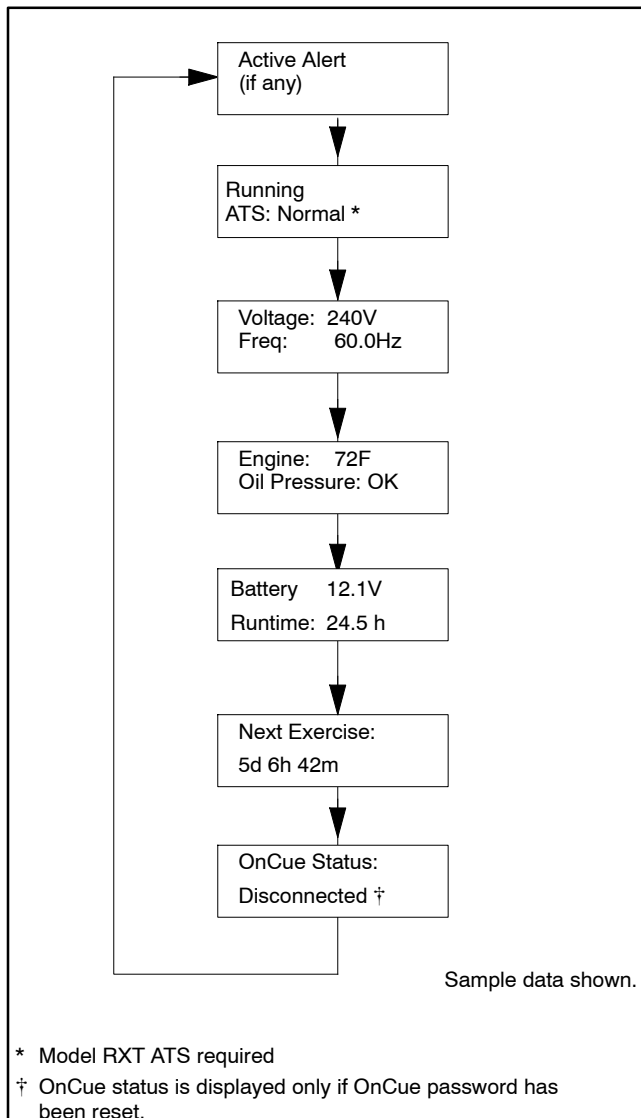 Active Alert
(if any)
Running
ATS: Normal *
Voltage: 240V
Freq: 60.0Hz
Engine: 72F
Oil Pressure: OK
Battery 12.1V
Runtime: 24.5 h
Next Exercise:
5d 6h 42m
OnCue Status:
Disconnected †
Sample data shown.
* Model RXT ATS required
† OnCue status is displayed only if OnCue password has
been reset.